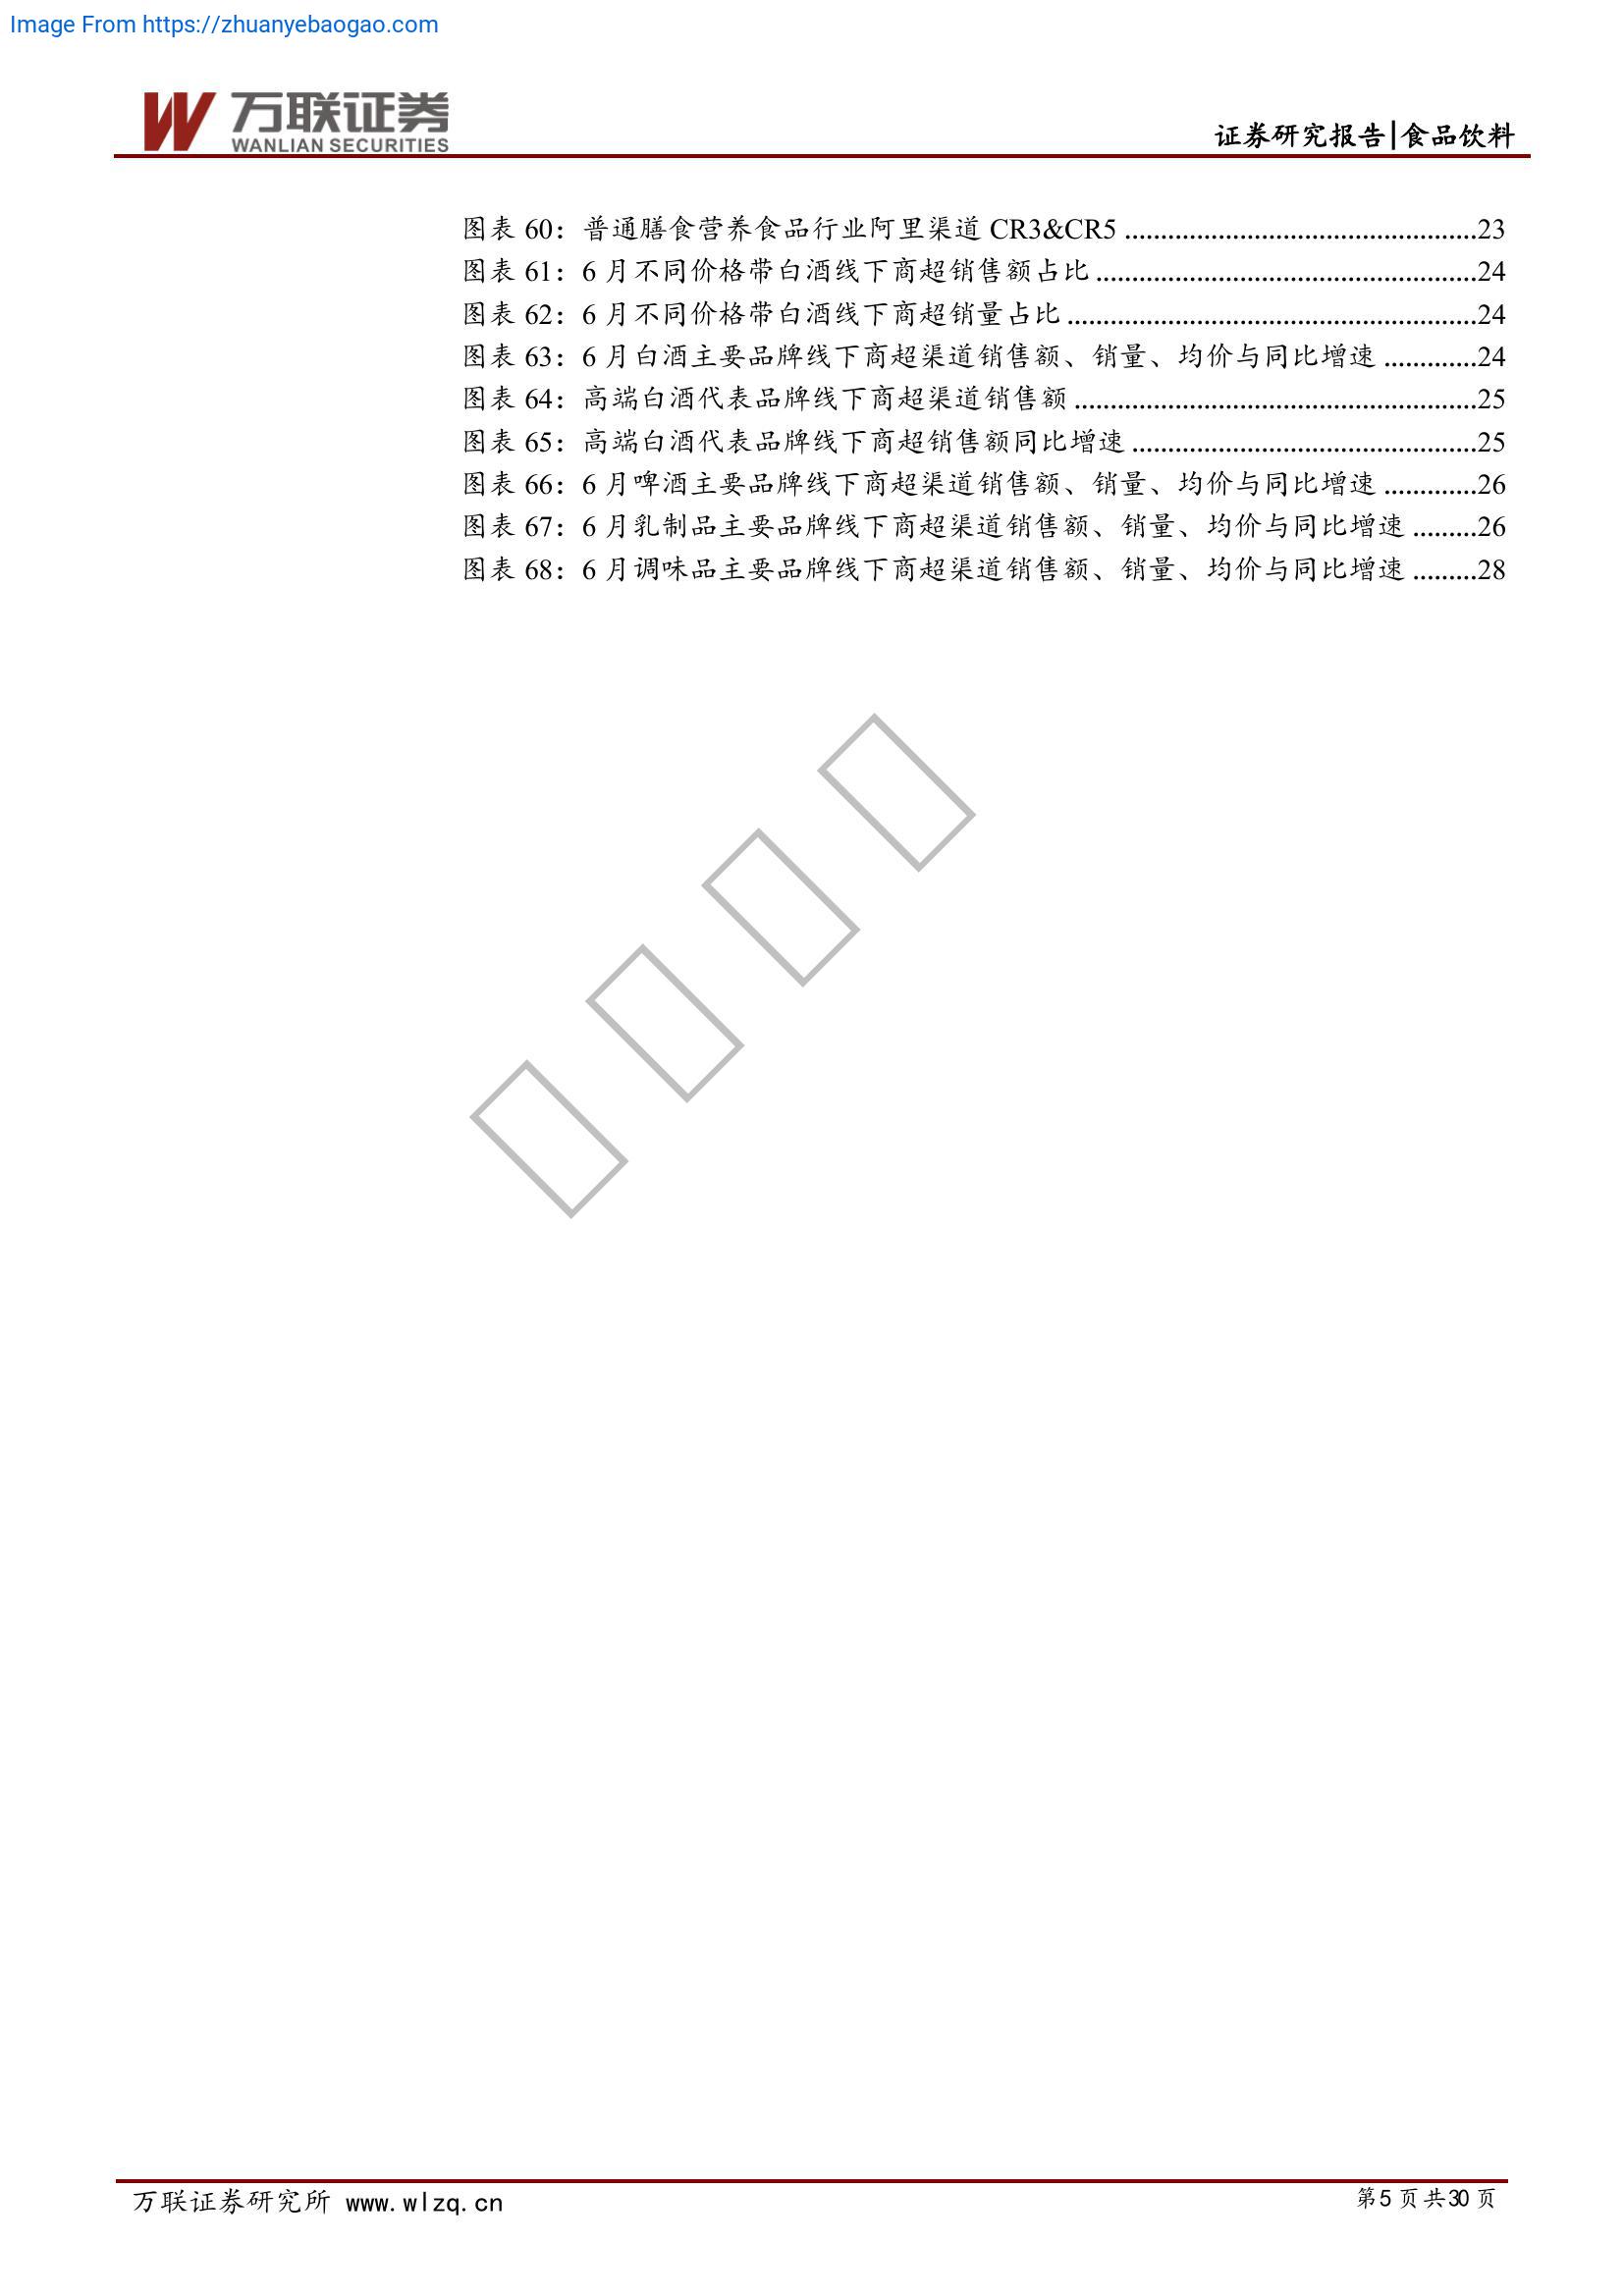 Image From https://zhuanyebaogao.com
万联证券
WANLIAN SECURITIES
证券研究报告|食品饮料
图表 60：普通膳食营养食品行业阿里渠道 CR3&CR5 .................................................23
图表 61：6 月不同价格带白酒线下商超销售额占比 .....................................................24
图表 62：6 月不同价格带白酒线下商超销量占比 .........................................................24
图表 63：6 月白酒主要品牌线下商超渠道销售额、销量、均价与同比增速 .............24
图表 64：高端白酒代表品牌线下商超渠道销售额 ........................................................25
图表 65：高端白酒代表品牌线下商超销售额同比增速 ................................................25
图表 66：6 月啤酒主要品牌线下商超渠道销售额、销量、均价与同比增速 .............26
图表 67：6 月乳制品主要品牌线下商超渠道销售额、销量、均价与同比增速 .........26
图表 68：6 月调味品主要品牌线下商超渠道销售额、销量、均价与同比增速 .........28
万联证券研究所 www.wlzq.cn
第5 页共30 页